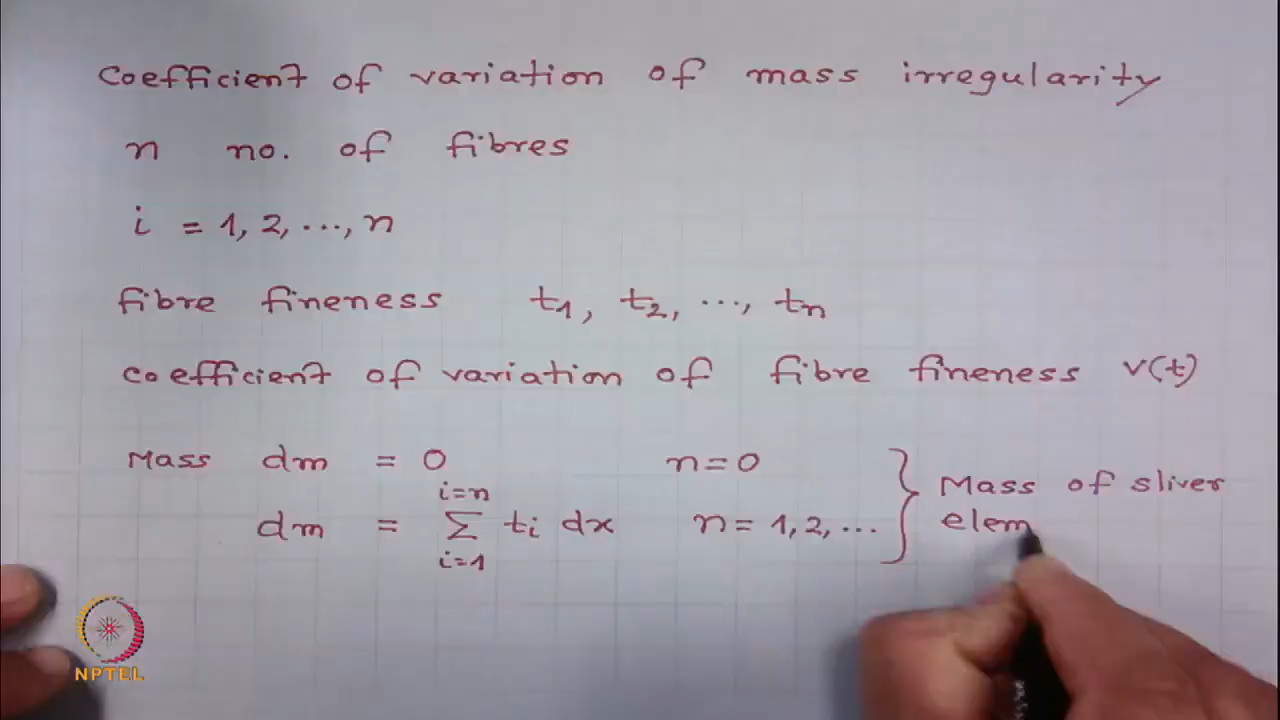 Coefficient of variation of mass irregularity
n no. of fibres
i = 1, 2, ..., n
fibre fineness t1, t2, ..., tn
coefficient of variation of fibre fineness v(t)
Mass dm = 0 n=0
dm = Σ_{i=1}^{i=n} ti dx n = 1, 2, ...
} Mass of sliver
elem
NPTEL